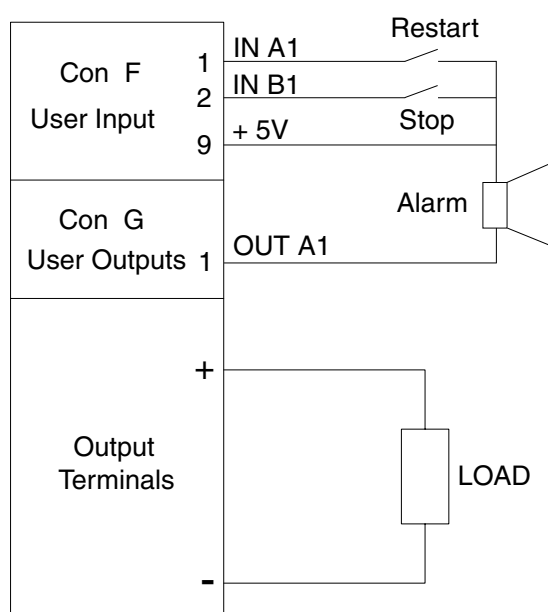 Restart
IN A1
Con F
1
IN B1
2
User Input
Stop
+ 5V
9
Alarm
Con G
OUT A1
User Outputs 1
+
Output
Terminals
LOAD
-